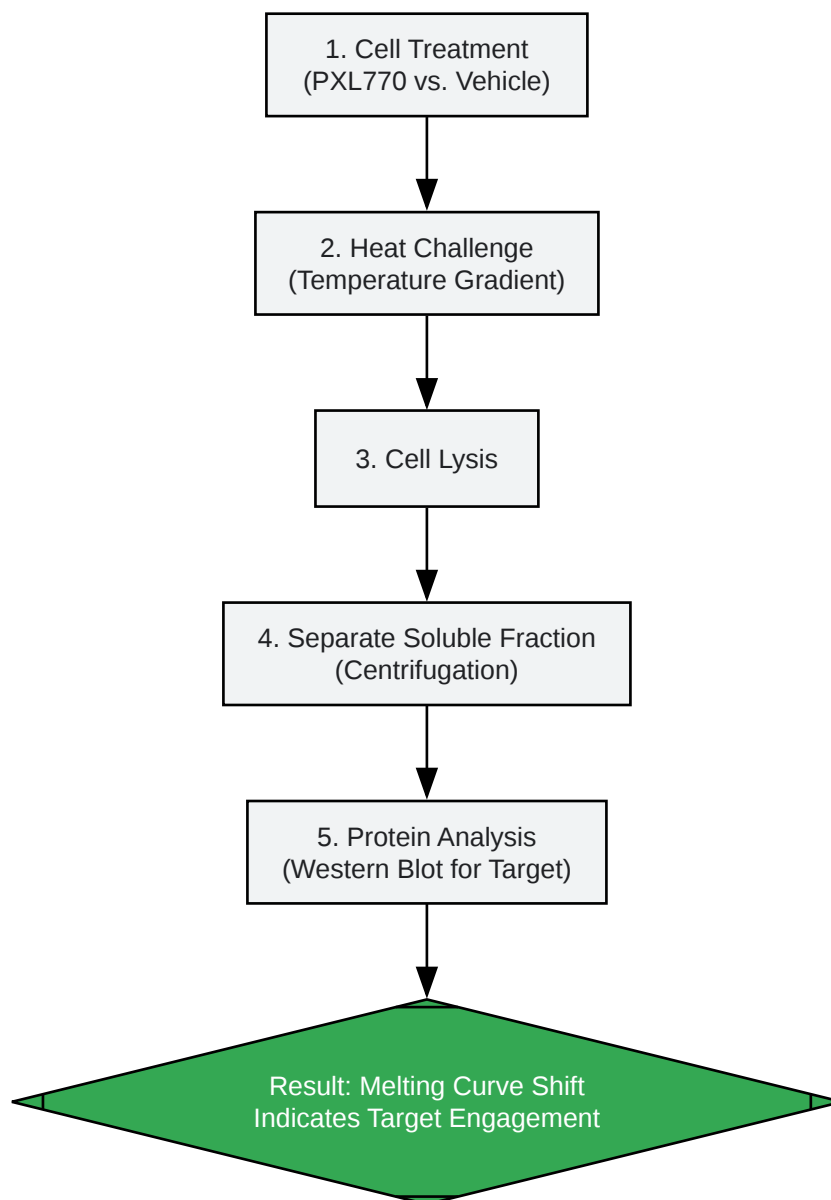 1. Cell Treatment
(PXL770 vs. Vehicle)
2. Heat Challenge
(Temperature Gradient)
3. Cell Lysis
4. Separate Soluble Fraction
(Centrifugation)
5. Protein Analysis
(Western Blot for Target)
Result: Melting Curve Shift
Indicates Target Engagement